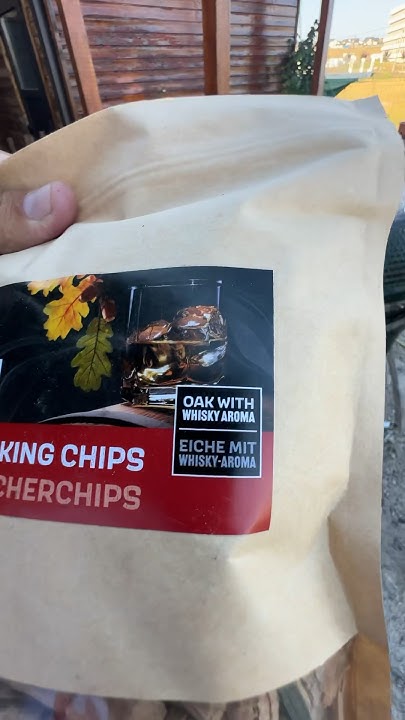 OAK WITH
WHISKY AROMA
EICHE MIT
WHISKY-AROMA
KING CHIPS
CHERCHIPS